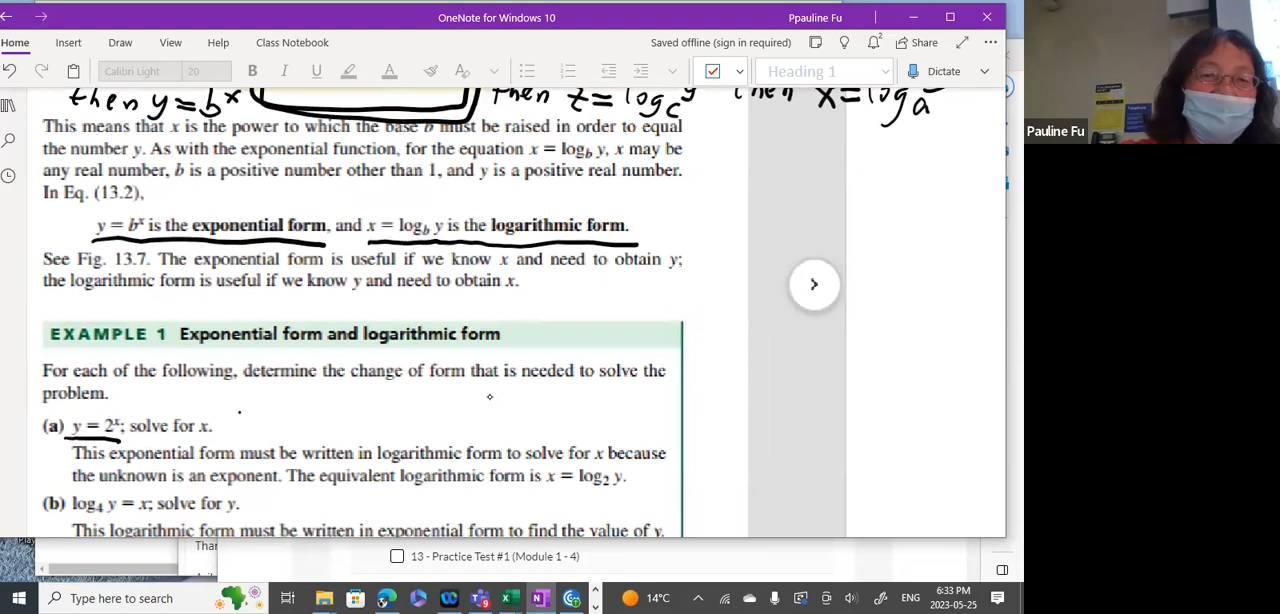 OneNote for Windows 10
Ppauline Fu
Home Insert Draw View Help Class Notebook
Saved offline (sign in required)
Share
Calibri Light 20 B I U A
Heading 1
Dictate
then y = b^x then z = log_c y then x = log_a
This means that x is the power to which the base b must be raised in order to equal
the number y. As with the exponential function, for the equation x = log_b y, x may be
any real number, b is a positive number other than 1, and y is a positive real number.
In Eq. (13.2),
y = b^x is the exponential form, and x = log_b y is the logarithmic form.
See Fig. 13.7. The exponential form is useful if we know x and need to obtain y;
the logarithmic form is useful if we know y and need to obtain x.
EXAMPLE 1 Exponential form and logarithmic form
For each of the following, determine the change of form that is needed to solve the
problem.
(a) y = 2^x; solve for x.
This exponential form must be written in logarithmic form to solve for x because
the unknown is an exponent. The equivalent logarithmic form is x = log_2 y.
(b) log_4 y = x; solve for y.
This logarithmic form must be written in exponential form to find the value of y.
Pauline Fu
13 - Practice Test #1 (Module 1 - 4)
Type here to search
14°C
ENG
6:33 PM
2023-05-25